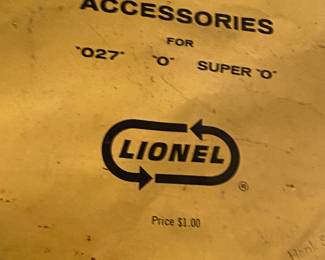 ACCESSORIES
FOR
"027" "O" SUPER "O"
LIONEL
®
Price $1.00